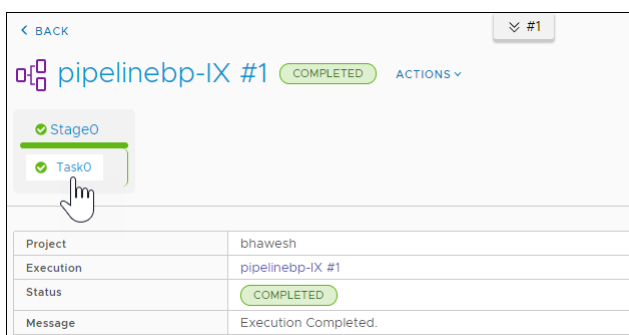 BACK
#1
pipelinebp-IX #1 COMPLETED ACTIONS
Stage0
Task0
Project bhawesh
Execution pipelinebp-IX #1
Status COMPLETED
Message Execution Completed.